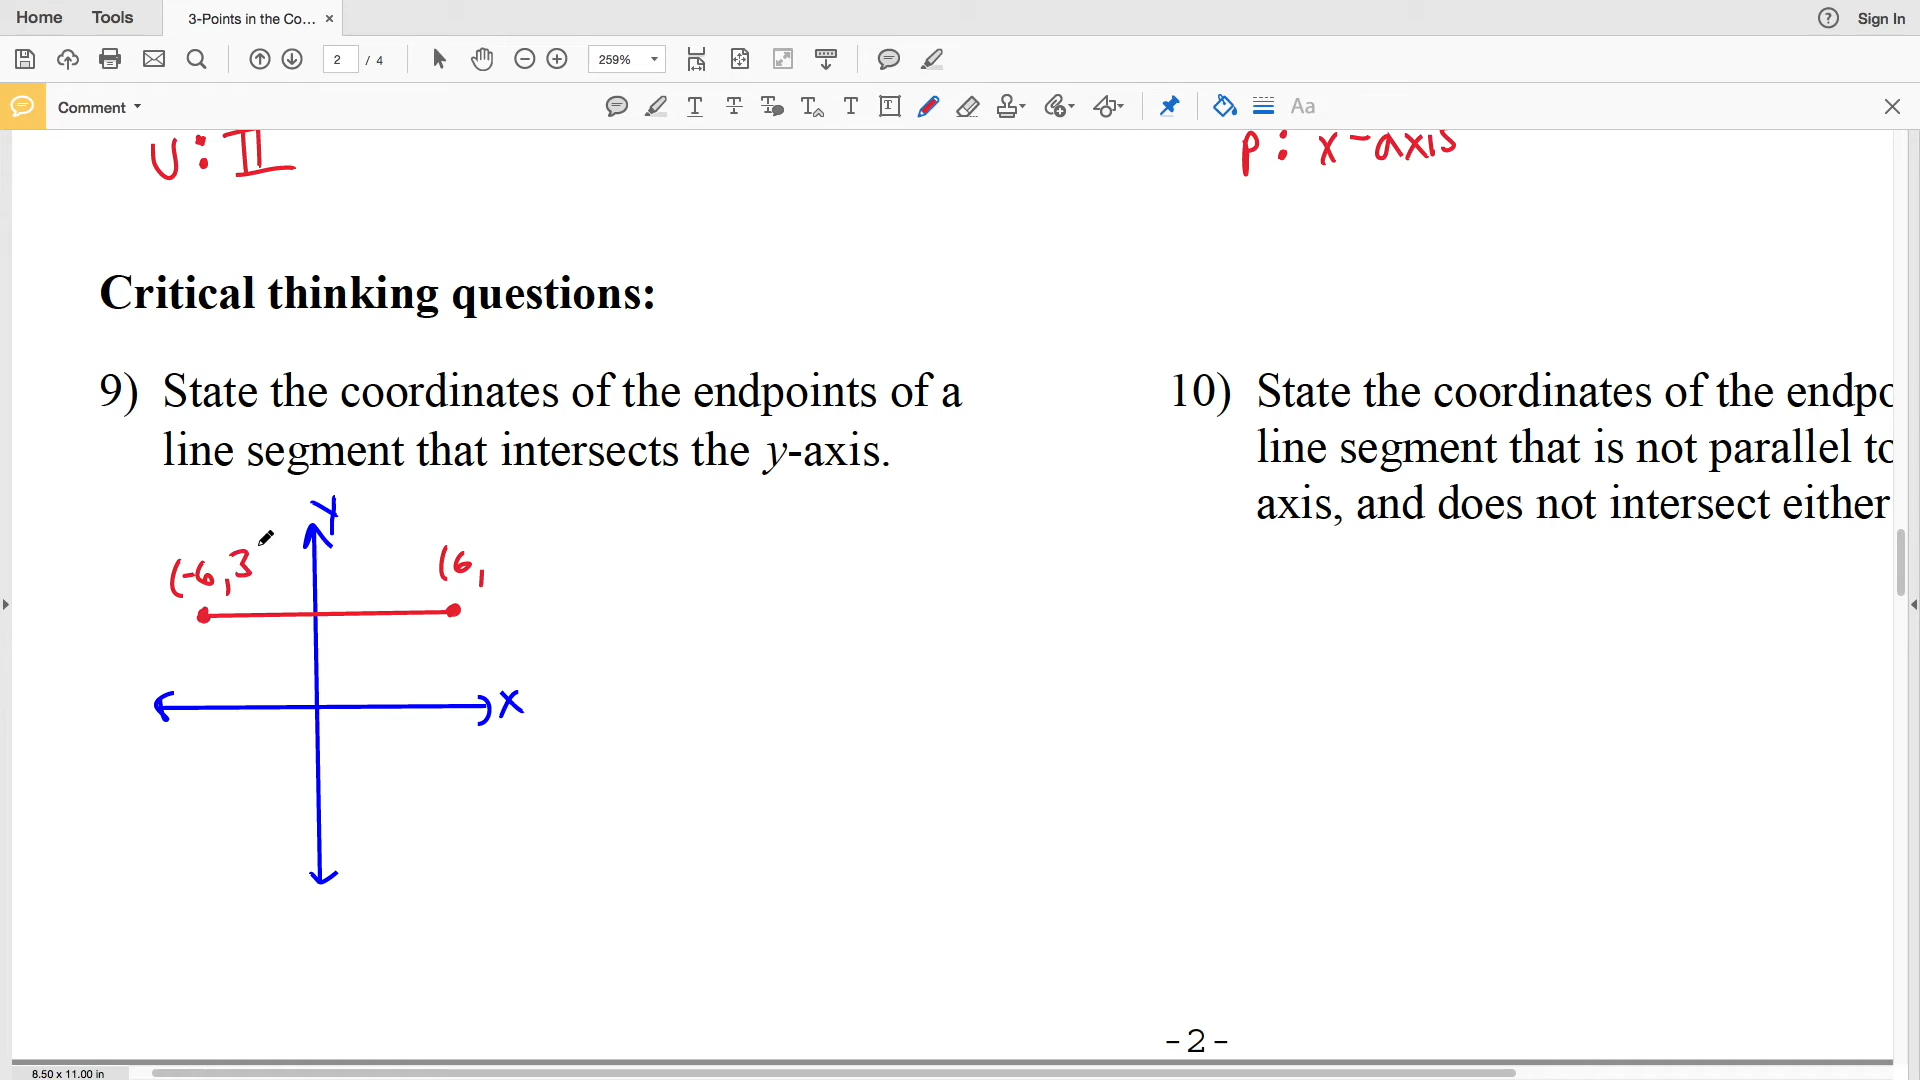 Home Tools 3-Points in the Co... × ? Sign In
2 / 4 259%
Comment T T T T T T Aa
U : II
p : x-axis
Critical thinking questions:
9) State the coordinates of the endpoints of a
line segment that intersects the y-axis.
10) State the coordinates of the endpo
line segment that is not parallel to
axis, and does not intersect either
y
(-6,3
(6,
x
-2-
8.50 x 11.00 in